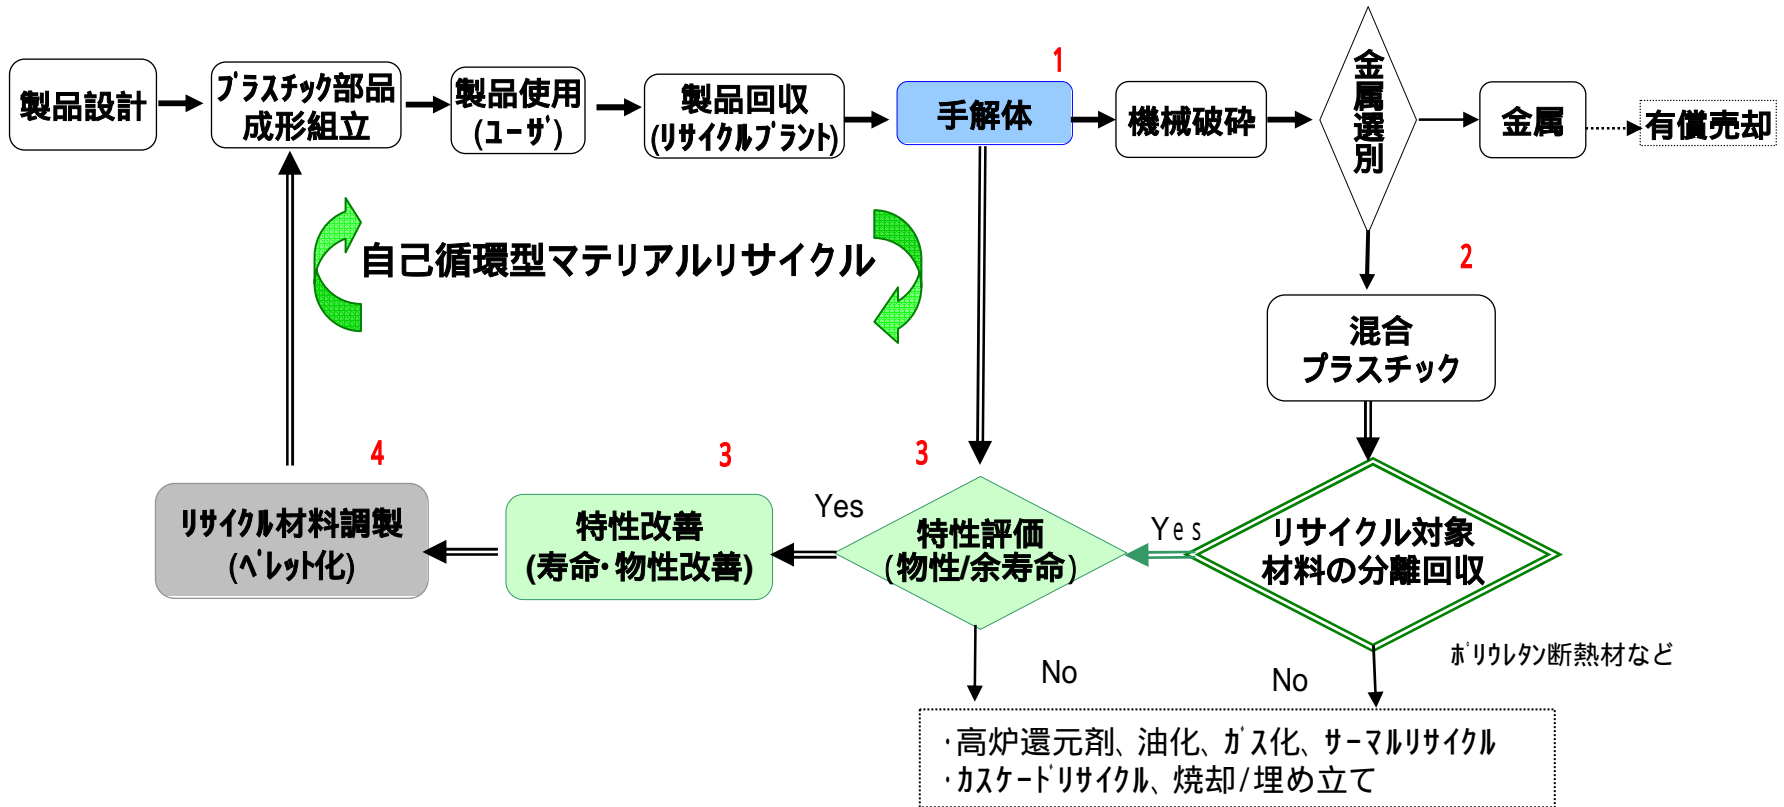 製品設計
ﾌﾟﾗｽﾁｯｸ部品
成形組立
製品使用
(ﾕｰｻﾞ)
製品回収
(ﾘｻｲｸﾙﾌﾟﾗﾝﾄ)
1
手解体
機械破砕
金属選別
金属
有償売却
自己循環型マテリアルリサイクル
2
混合
プラスチック
4
リサイクル材料調製
(ﾍﾟﾚｯﾄ化)
3
特性改善
(寿命・物性改善)
Yes
3
特性評価
(物性/余寿命)
Yes
リサイクル対象
材料の分離回収
ﾎﾟﾘｳﾚﾀﾝ断熱材など
No
No
・高炉還元剤、油化、ｶﾞｽ化、ｻｰﾏﾙﾘｻｲｸﾙ
・ｶｽｹｰﾄﾞﾘｻｲｸﾙ、焼却/埋め立て